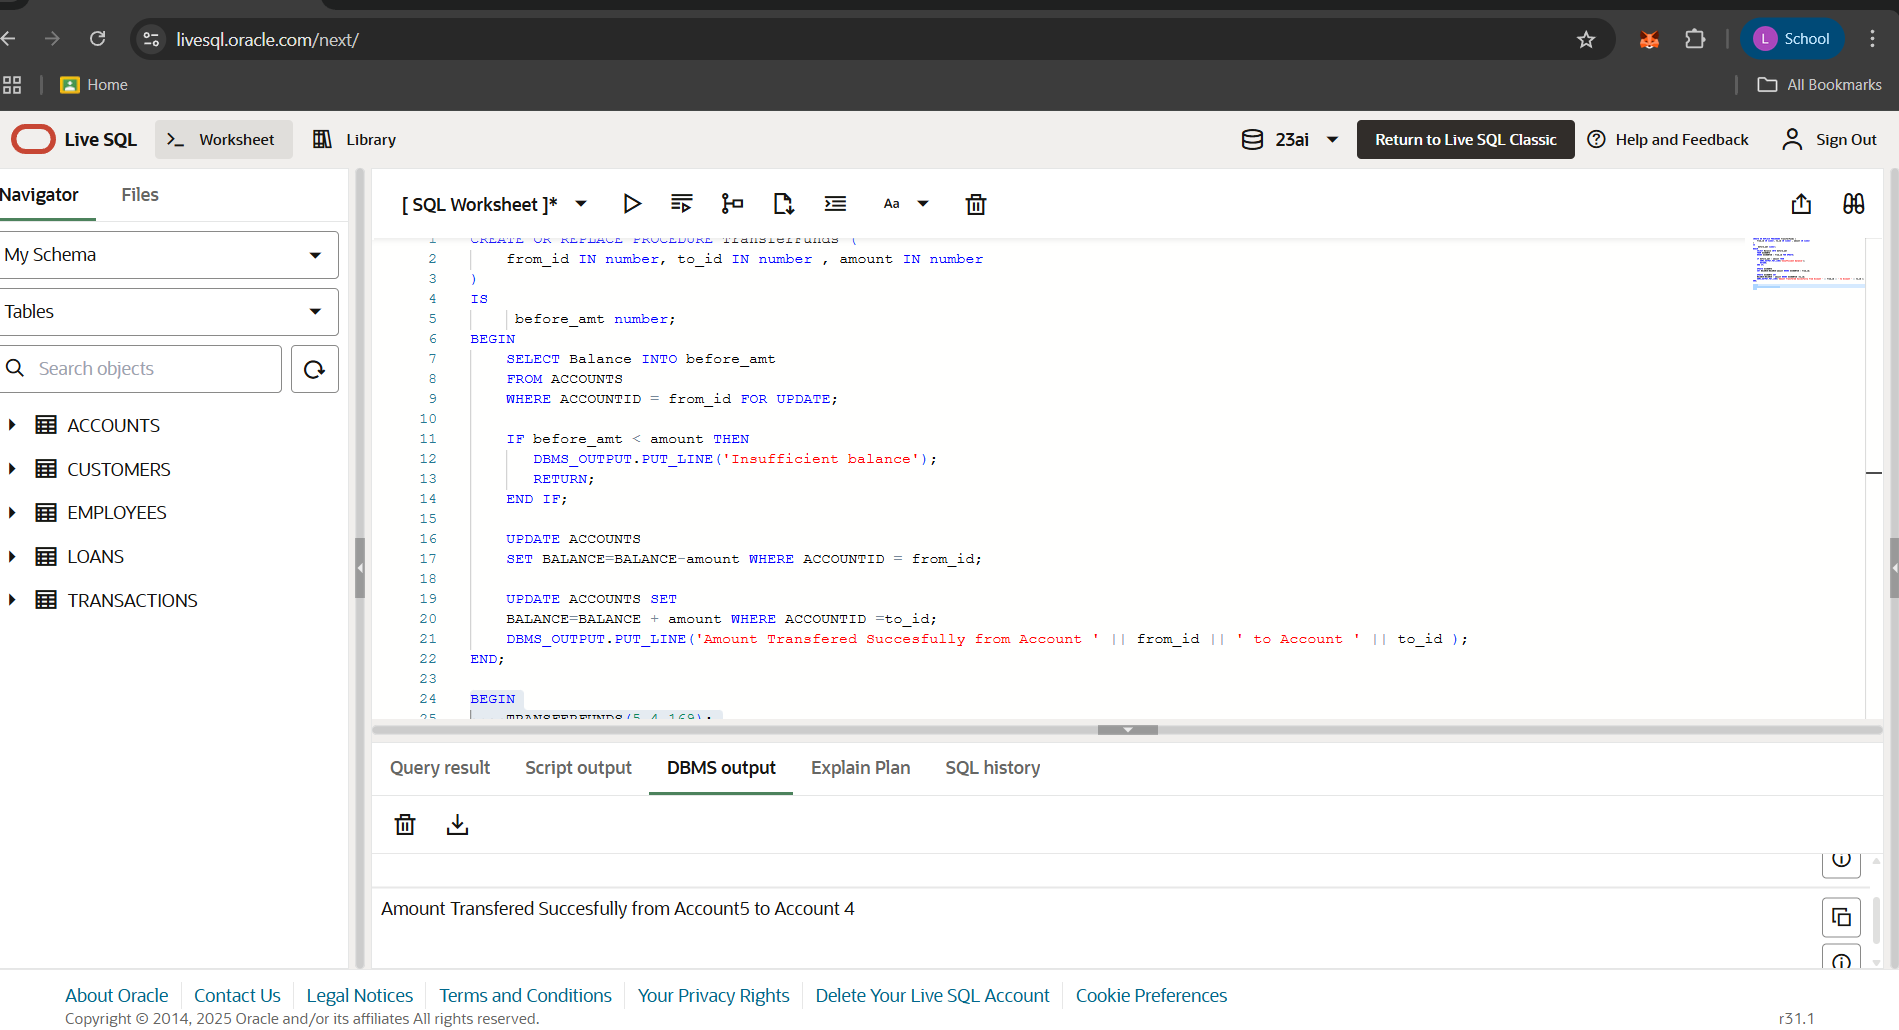 livesql.oracle.com/next/
L School
Home
All Bookmarks
Live SQL
Worksheet
Library
23ai
Return to Live SQL Classic
Help and Feedback
Sign Out
Navigator
Files
[ SQL Worksheet ]*
Aa
My Schema
Tables
Search objects
ACCOUNTS
CUSTOMERS
EMPLOYEES
LOANS
TRANSACTIONS
1 CREATE OR REPLACE PROCEDURE TransferFunds (
2 from_id IN number, to_id IN number , amount IN number
3 )
4 IS
5 before_amt number;
6 BEGIN
7 SELECT Balance INTO before_amt
8 FROM ACCOUNTS
9 WHERE ACCOUNTID = from_id FOR UPDATE;
10
11 IF before_amt < amount THEN
12 DBMS_OUTPUT.PUT_LINE('Insufficient balance');
13 RETURN;
14 END IF;
15
16 UPDATE ACCOUNTS
17 SET BALANCE=BALANCE-amount WHERE ACCOUNTID = from_id;
18
19 UPDATE ACCOUNTS SET
20 BALANCE=BALANCE + amount WHERE ACCOUNTID =to_id;
21 DBMS_OUTPUT.PUT_LINE('Amount Transfered Succesfully from Account ' || from_id || ' to Account ' || to_id );
22 END;
23
24 BEGIN
25 TRANSFERFUNDS(5,4,169);
Query result
Script output
DBMS output
Explain Plan
SQL history
Amount Transfered Succesfully from Account5 to Account 4
About Oracle
Contact Us
Legal Notices
Terms and Conditions
Your Privacy Rights
Delete Your Live SQL Account
Cookie Preferences
Copyright © 2014, 2025 Oracle and/or its affiliates All rights reserved.
r31.1